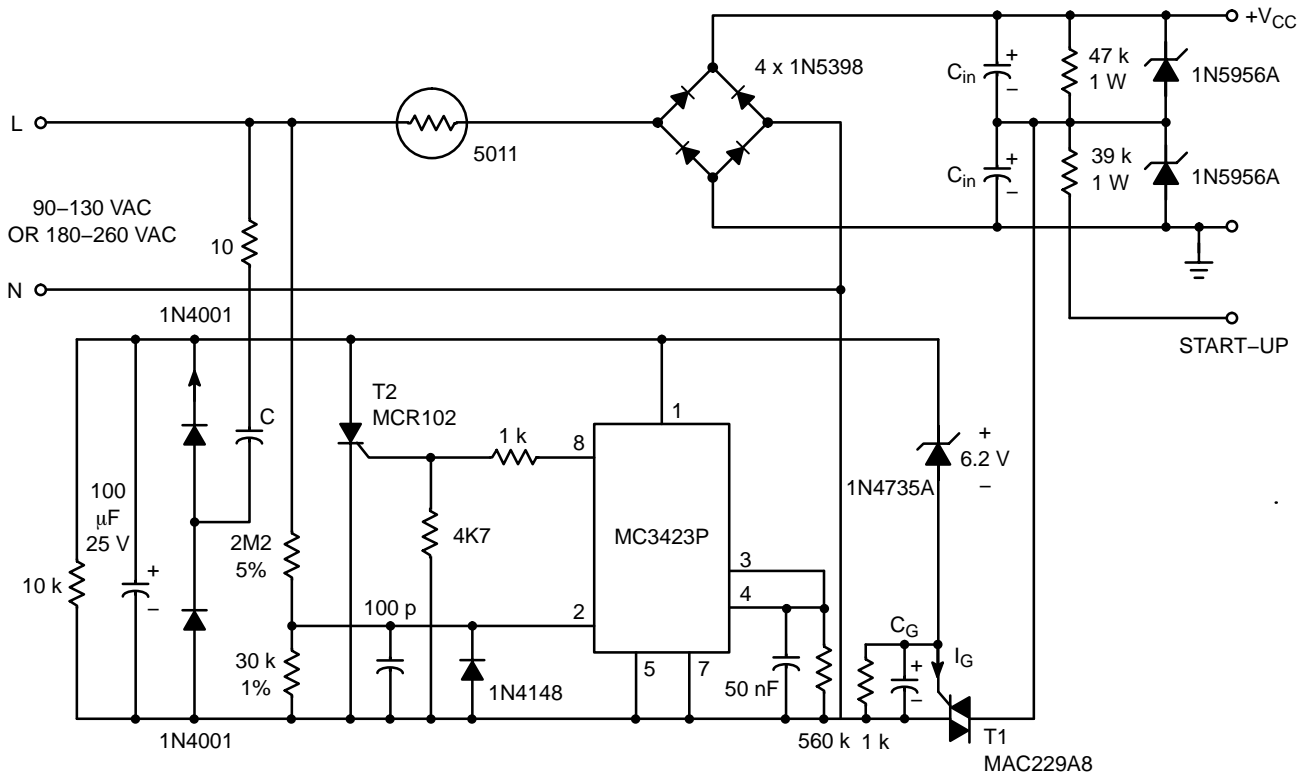 +VCC
4 x 1N5398
Cin
+
–
47 k
1 W
1N5956A
L
5011
Cin
+
–
39 k
1 W
1N5956A
90–130 VAC
OR 180–260 VAC
10
N
1N4001
START–UP
T2
MCR102
C
1 k
8
1
+
6.2 V
–
1N4735A
100
µF
25 V
+
–
10 k
2M2
5%
4K7
MC3423P
3
4
100 p
2
30 k
1%
1N4148
5
7
50 nF
CG
+
–
IG
1N4001
560 k
1 k
T1
MAC229A8